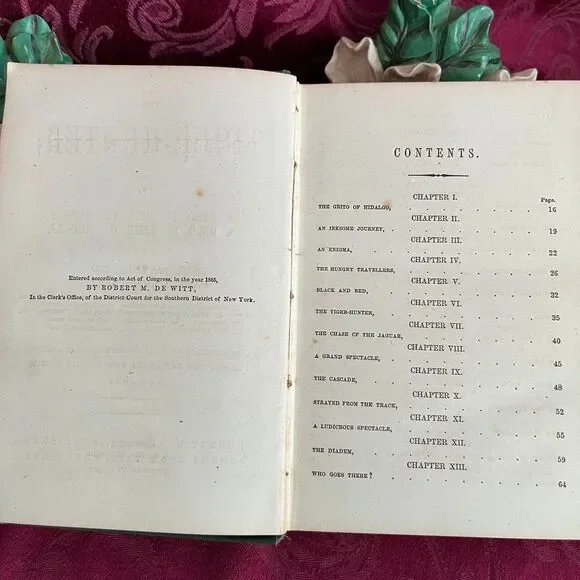 Entered according to Act of Congress, in the year 1865,
BY ROBERT M. DE WITT,
In the Clerk's Office, of the District Court for the Southern District of New York.
CONTENTS.
CHAPTER I.
Page.
THE GRITO OF HIDALGO, 16
CHAPTER II.
AN IRKSOME JOURNEY, 19
CHAPTER III.
AN ENIGMA, 22
CHAPTER IV.
THE HUNGRY TRAVELLERS, 26
CHAPTER V.
BLACK AND RED, 32
CHAPTER VI.
THE TIGER-HUNTER, 35
CHAPTER VII.
THE CHASE OF THE JAGUAR, 40
CHAPTER VIII.
A GRAND SPECTACLE, 45
CHAPTER IX.
THE CASCADE, 48
CHAPTER X.
STRAYED FROM THE TRACK, 52
CHAPTER XI.
A LUDICROUS SPECTACLE, 55
CHAPTER XII.
THE DIADEM, 59
CHAPTER XIII.
WHO GOES THERE? 64